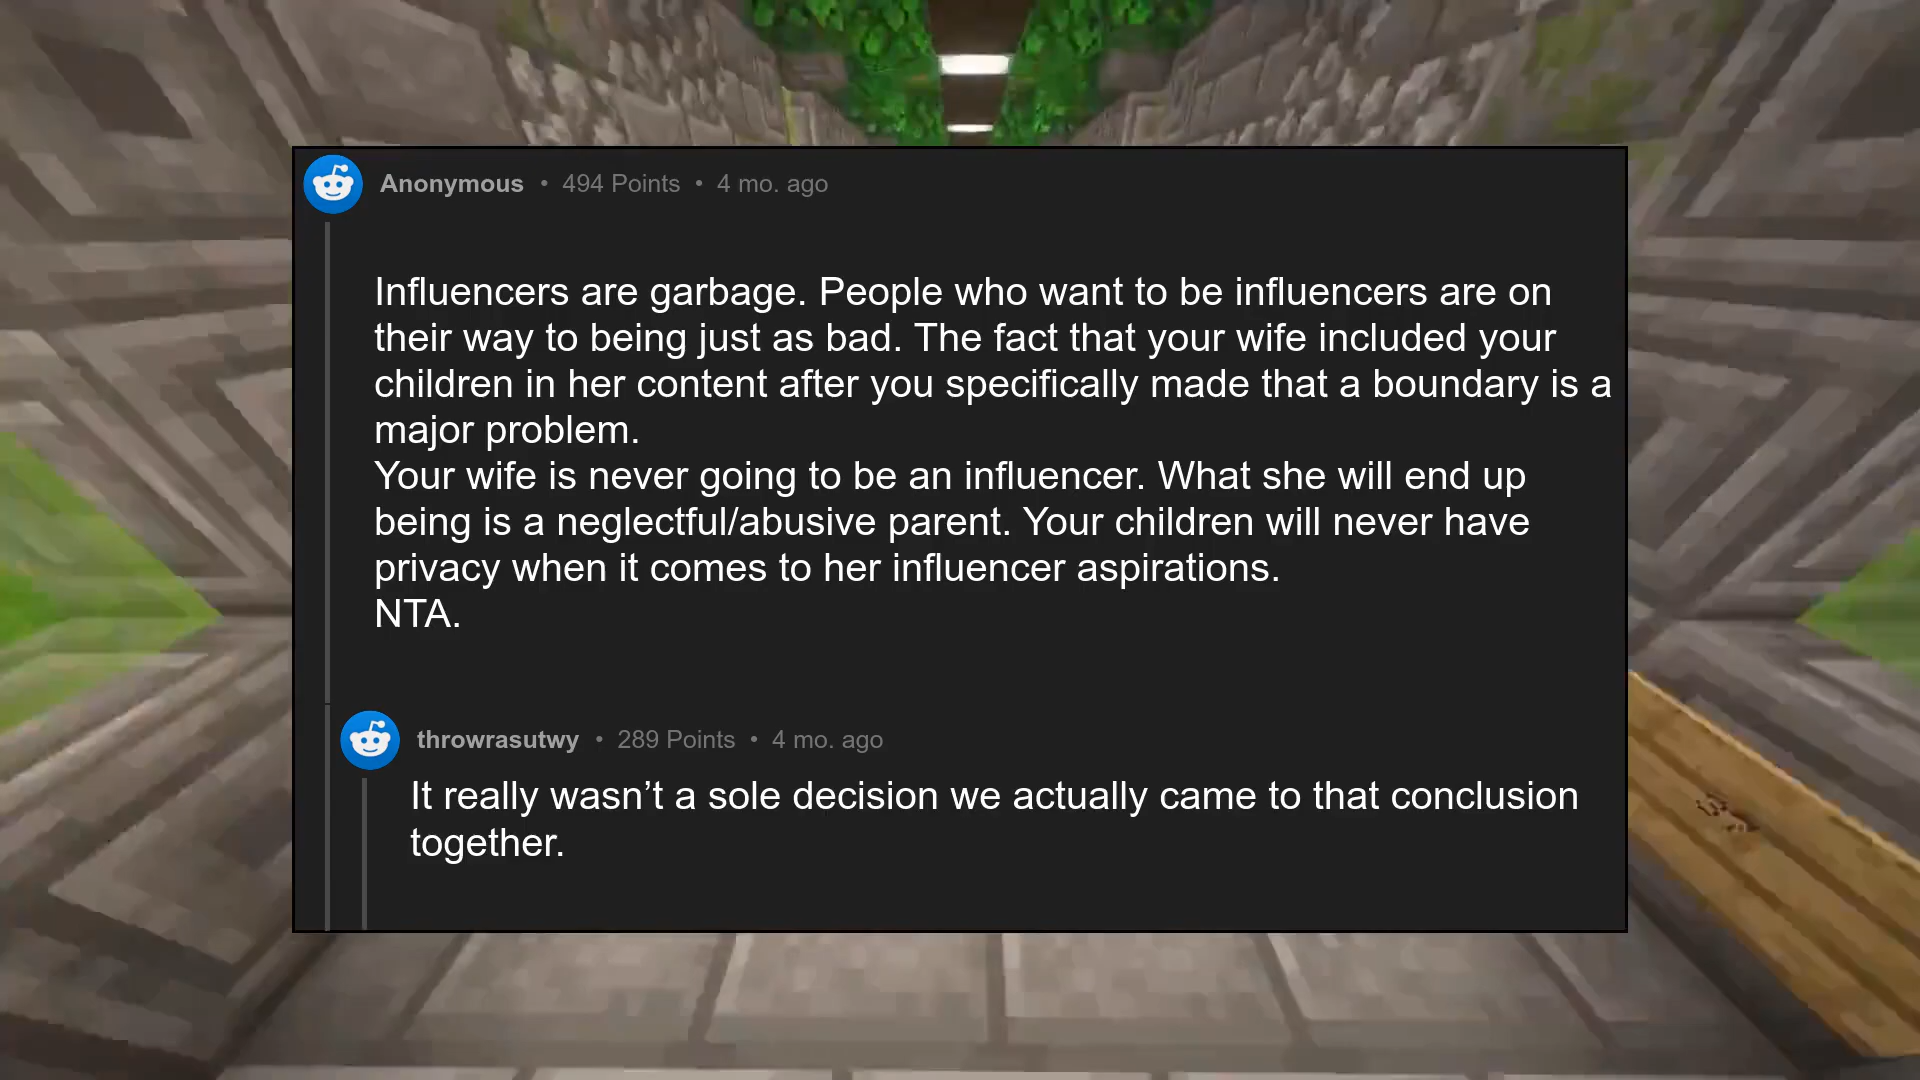 Anonymous • 494 Points • 4 mo. ago
Influencers are garbage. People who want to be influencers are on
their way to being just as bad. The fact that your wife included your
children in her content after you specifically made that a boundary is a
major problem.
Your wife is never going to be an influencer. What she will end up
being is a neglectful/abusive parent. Your children will never have
privacy when it comes to her influencer aspirations.
NTA.
throwrasutwy • 289 Points • 4 mo. ago
It really wasn’t a sole decision we actually came to that conclusion
together.